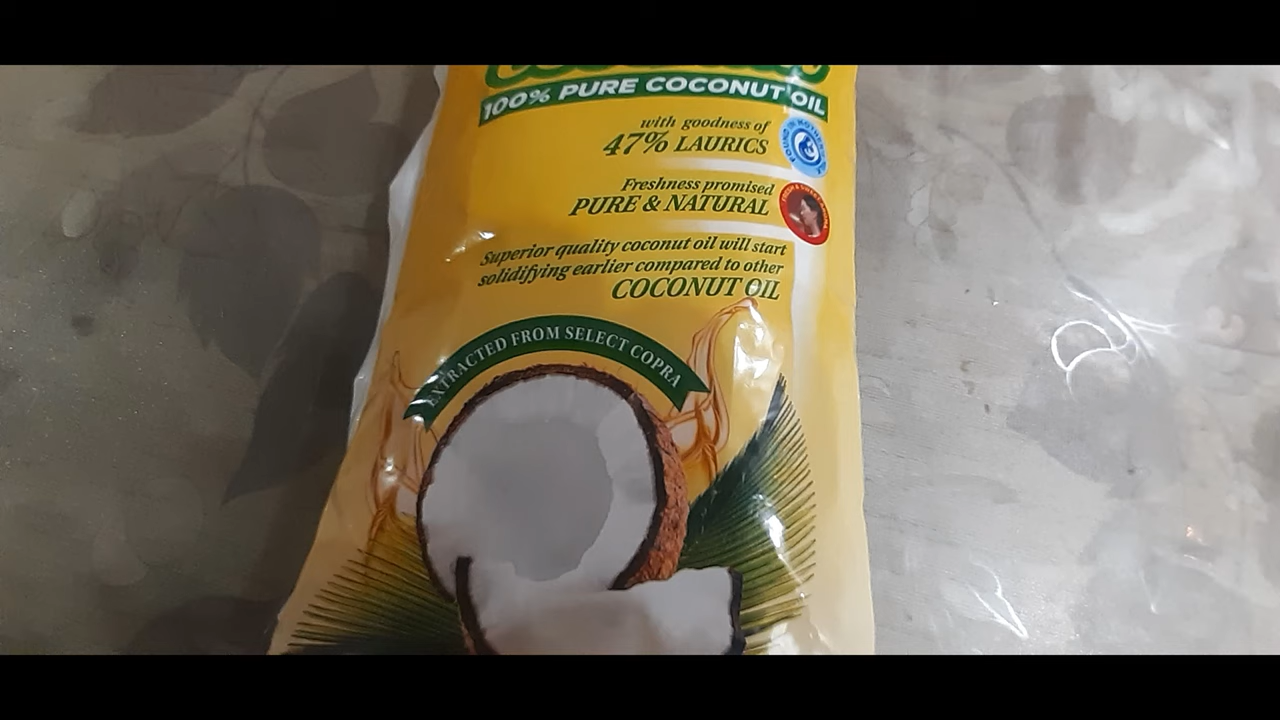 100% PURE COCONUT OIL
with goodness of
47% LAURICS
Freshness promised
PURE & NATURAL
Superior quality coconut oil will start
solidifying earlier compared to other
COCONUT OIL
EXTRACTED FROM SELECT COPRA